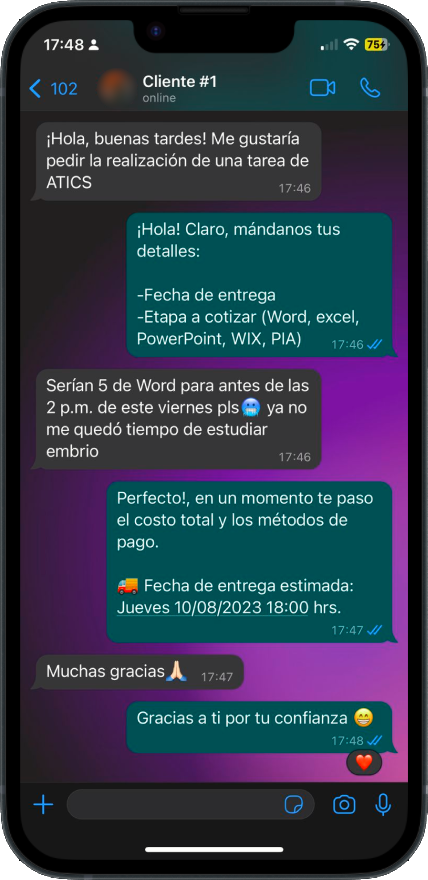 17:48
75
102
Cliente #1
online
¡Hola, buenas tardes! Me gustaría
pedir la realización de una tarea de
ATICS
17:46
¡Hola! Claro, mándanos tus
detalles:
-Fecha de entrega
-Etapa a cotizar (Word, excel,
PowerPoint, WIX, PIA)
17:46
Serían 5 de Word para antes de las
2 p.m. de este viernes pls🥶 ya no
me quedó tiempo de estudiar
embrio
17:46
Perfecto!, en un momento te paso
el costo total y los métodos de
pago.
🚚 Fecha de entrega estimada:
Jueves 10/08/2023 18:00 hrs.
17:47
Muchas gracias🙏🏻
17:47
Gracias a ti por tu confianza 😁
17:48
❤️